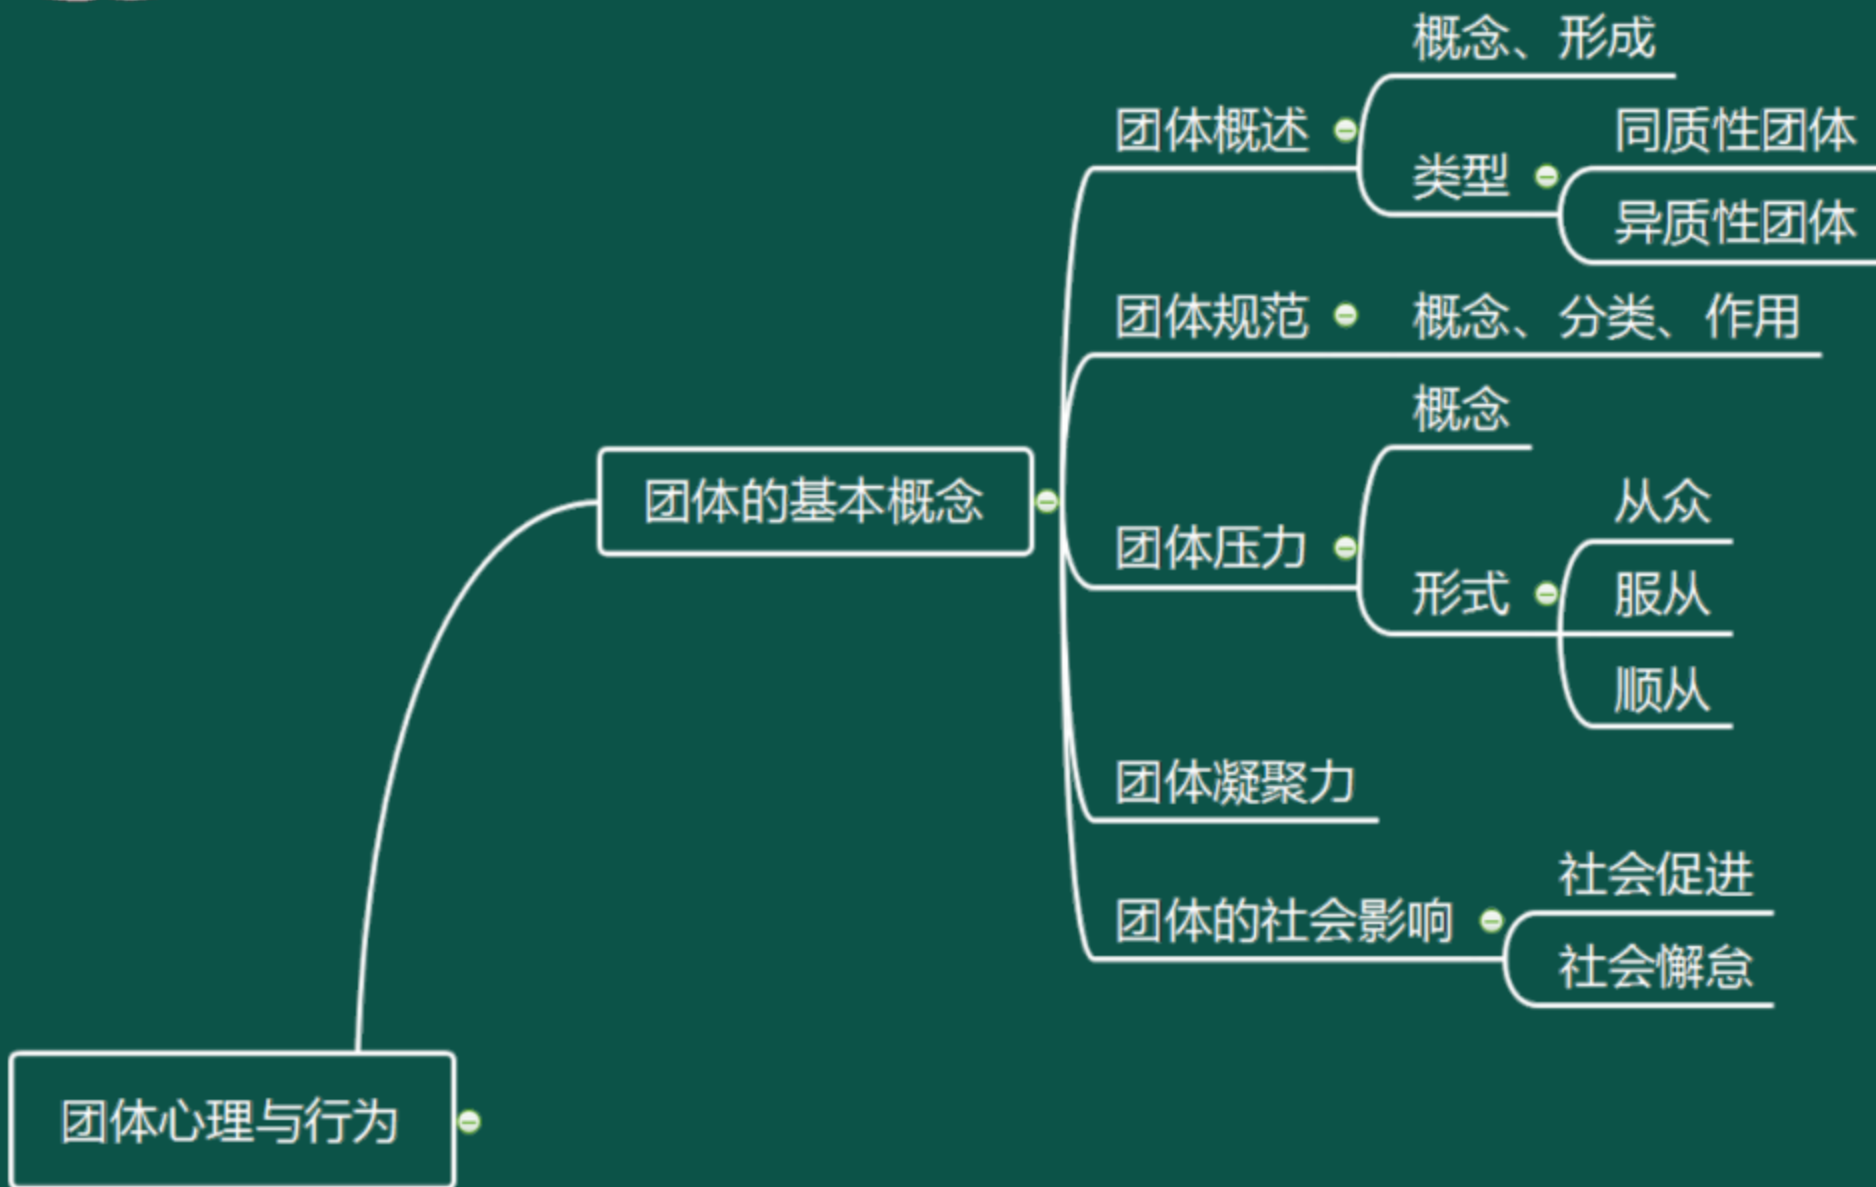 概念、形成
团体概述
同质性团体
类型
异质性团体
团体规范
概念、分类、作用
概念
团体的基本概念
从众
团体压力
形式
服从
顺从
团体凝聚力
社会促进
团体的社会影响
社会懈怠
团体心理与行为